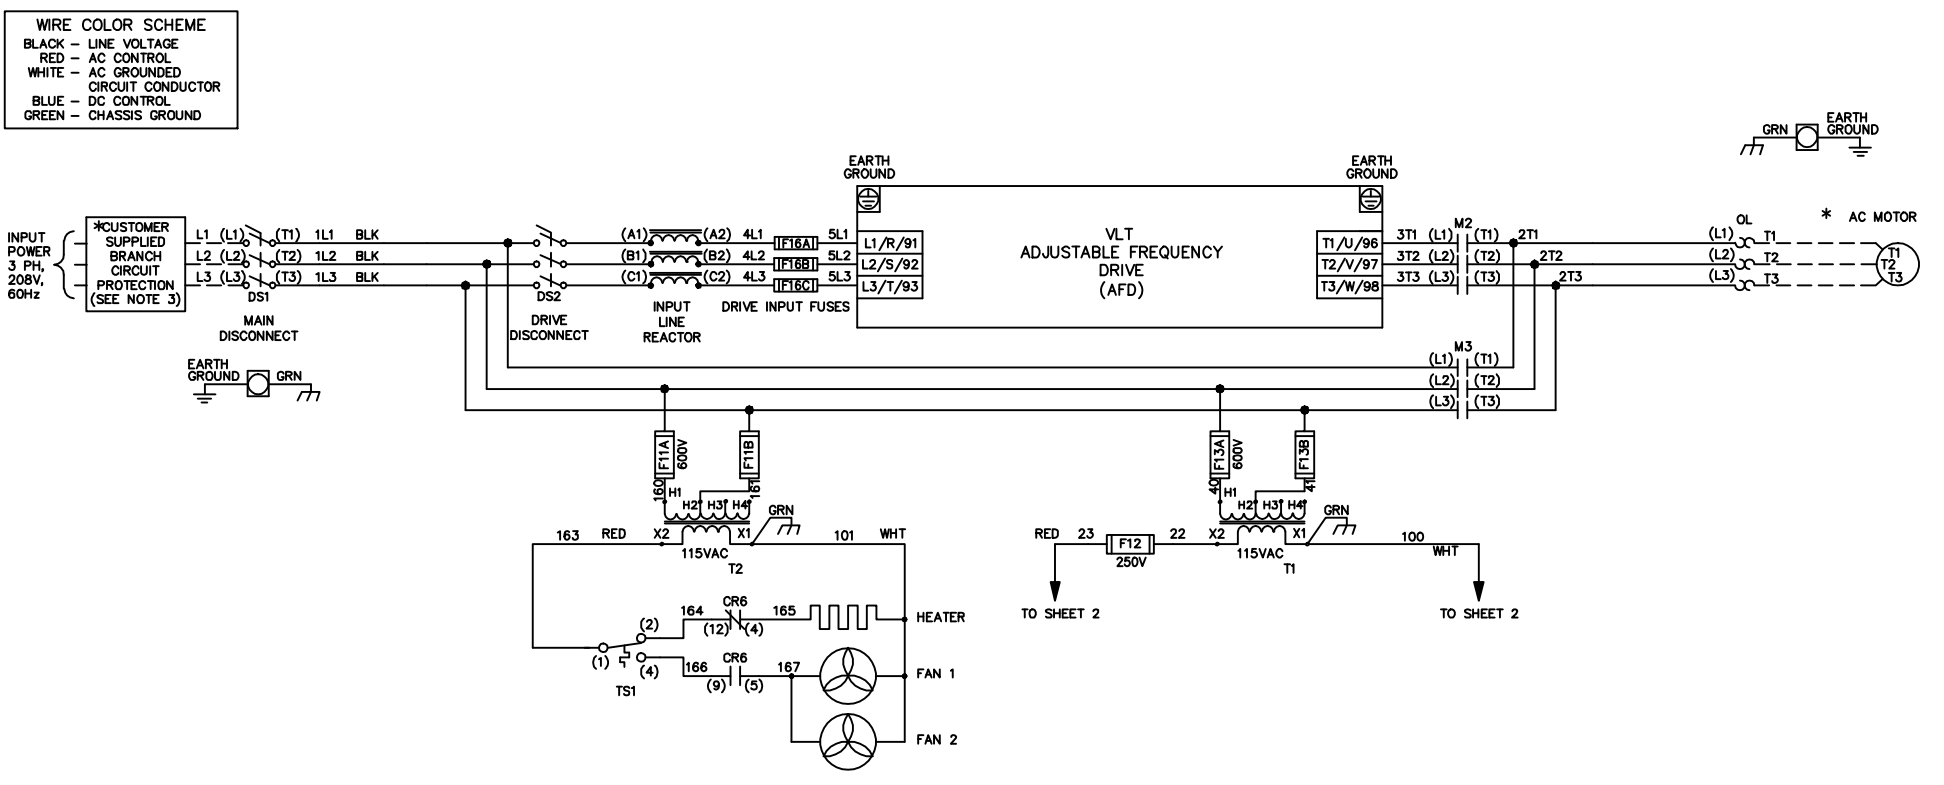 WIRE COLOR SCHEME
BLACK – LINE VOLTAGE
RED – AC CONTROL
WHITE – AC GROUNDED
CIRCUIT CONDUCTOR
BLUE – DC CONTROL
GREEN – CHASSIS GROUND
GRN
EARTH
GROUND
INPUT
POWER
3 PH,
208V,
60Hz
*CUSTOMER
SUPPLIED
BRANCH
CIRCUIT
PROTECTION
(SEE NOTE 3)
L1 (L1) (T1) 1L1 BLK
L2 (L2) (T2) 1L2 BLK
L3 (L3) (T3) 1L3 BLK
DS1
MAIN
DISCONNECT
EARTH
GROUND
GRN
DS2
DRIVE
DISCONNECT
(A1) (A2) 4L1 F16A 5L1
(B1) (B2) 4L2 F16B 5L2
(C1) (C2) 4L3 F16C 5L3
INPUT
LINE
REACTOR
DRIVE INPUT FUSES
EARTH
GROUND
EARTH
GROUND
L1/R/91
L2/S/92
L3/T/93
VLT
ADJUSTABLE FREQUENCY
DRIVE
(AFD)
T1/U/96
T2/V/97
T3/W/98
M2
3T1 (L1) (T1) 2T1
3T2 (L2) (T2) 2T2
3T3 (L3) (T3) 2T3
OL
(L1) T1
(L2) T2
(L3) T3
* AC MOTOR
T1
T2
T3
M3
(L1) (T1)
(L2) (T2)
(L3) (T3)
F11A
600V
F11B
160
161
H1 H2 H3 H4
GRN
163 RED X2 X1 101 WHT
115VAC
T2
F13A
600V
F13B
40
41
H1 H2 H3 H4
GRN
RED 23 F12 22 X2 X1 100
WHT
250V
115VAC
T1
TO SHEET 2
TO SHEET 2
CR6
164 165
(12) (4)
HEATER
(2)
(1)
(4)
TS1
CR6
166 167
(9) (5)
FAN 1
FAN 2